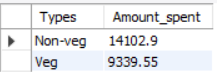 Types Amount_spent
Non-veg 14102.9
Veg 9339.55